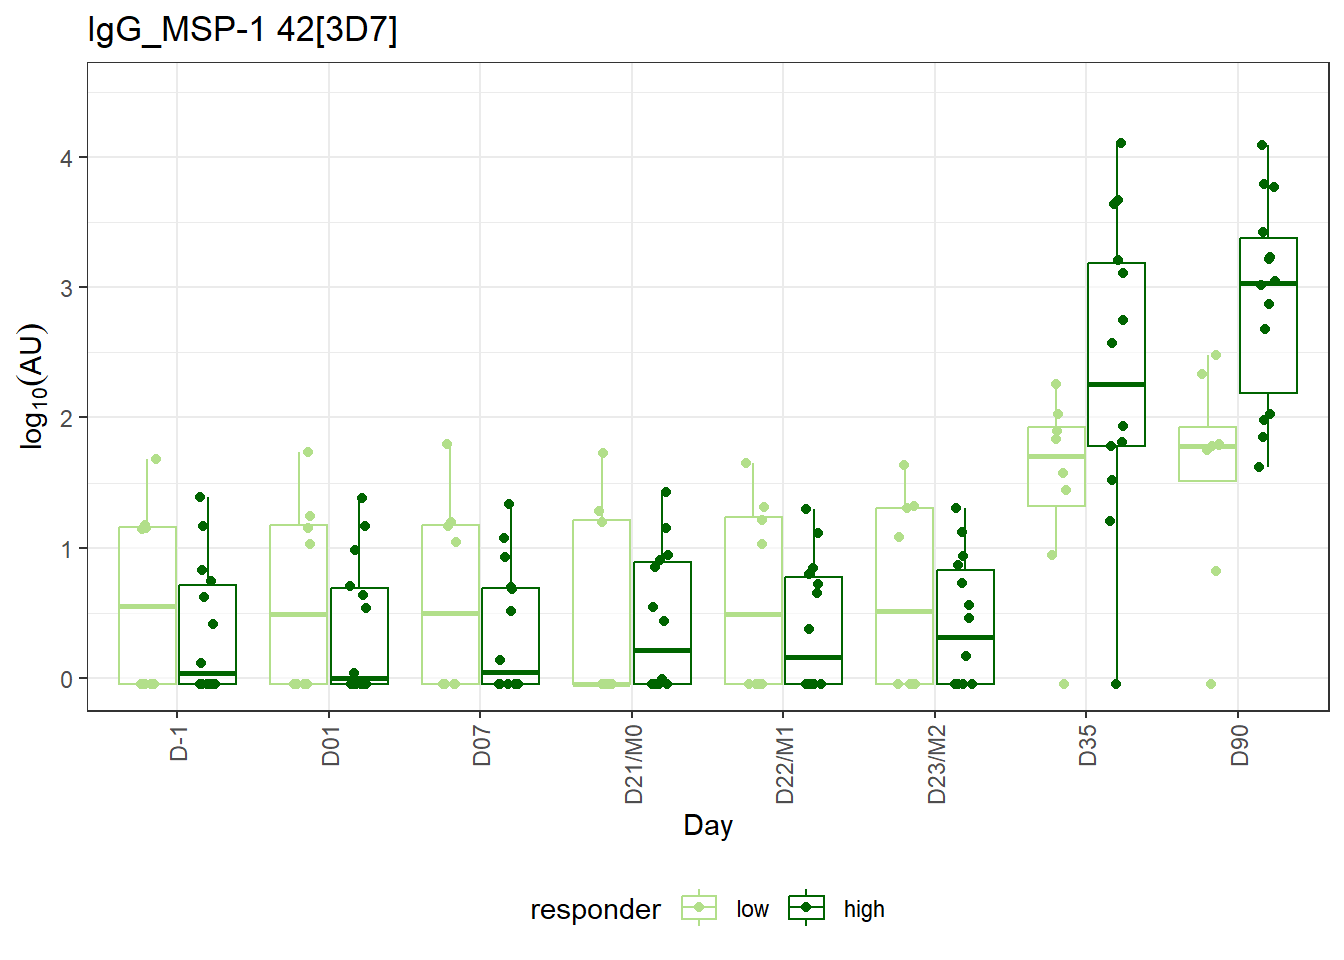 IgG_MSP-1 42[3D7]
log10(AU)
4
3
2
1
0
D-1
D01
D07
D21/M0
D22/M1
D23/M2
D35
D90
Day
responder low high